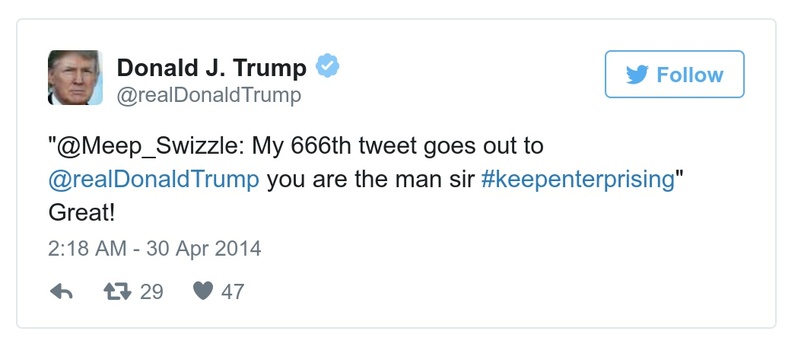 Donald J. Trump
@realDonaldTrump
Follow
"@Meep_Swizzle: My 666th tweet goes out to
@realDonaldTrump you are the man sir #keepenterprising"
Great!
2:18 AM - 30 Apr 2014
29 47